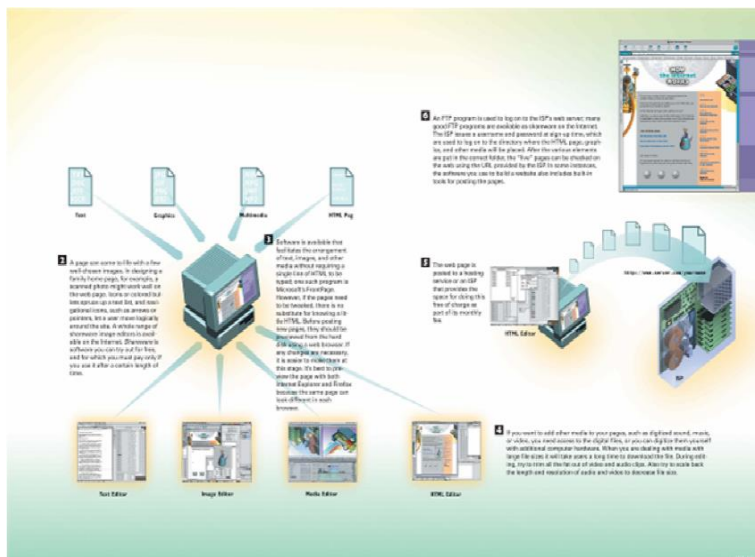 HOW
the internet
WORKS
6 An FTP program is used to log on to the ISP's web server; many
good FTP programs are available as shareware on the Internet.
The ISP issues a username and password at sign-up time, which
are used to log on to the directory where the HTML page, graph-
ics, and other media will be placed. After the various elements
are put in the correct folder, the "live" pages can be checked on
the web using the URL provided by the ISP. In some instances,
the software you use to build a website also includes built-in
tools for posting the pages.
Text
Graphics
Multimedia
HTML Pag
2 A page can come to life with a few
well-chosen images. In designing a
family home page, for example, a
scanned photo might work well on
the web page. Icons or colored bul-
lets spruce up a text list, and navi-
gational icons, such as arrows or
pointers, let a user move logically
around the site. A whole range of
shareware image editors is avail-
able on the Internet. Shareware is
software you can try out for free,
and for which you must pay only if
you use it after a certain length of
time.
3 Software is available that
facilitates the arrangement
of text, images, and other
media without requiring a
single line of HTML to be
typed; one such program is
Microsoft's FrontPage.
However, if the pages need
to be tweaked, there is no
substitute for knowing a lit-
tle HTML. Before posting
new pages, they should be
previewed from the hard
disk using a web browser. If
any changes are necessary,
it is easier to make them at
this stage. It's best to pre-
view the page with both
Internet Explorer and Firefox
because the same page can
look different in each
browser.
5 The web page is
posted to a hosting
service or an ISP
that provides the
space for doing this
free of charge as
part of its monthly
fee.
HTML Editor
ISP
4 If you want to add other media to your pages, such as digitized sound, music,
or video, you need access to the digital files, or you can digitize them yourself
with additional computer hardware. When you are dealing with media with
large file sizes it will take users a long time to download the file. During edit-
ing, try to trim all the fat out of video and audio clips. Also try to scale back
the length and resolution of audio and video to decrease file size.
Text Editor
Image Editor
Media Editor
HTML Editor